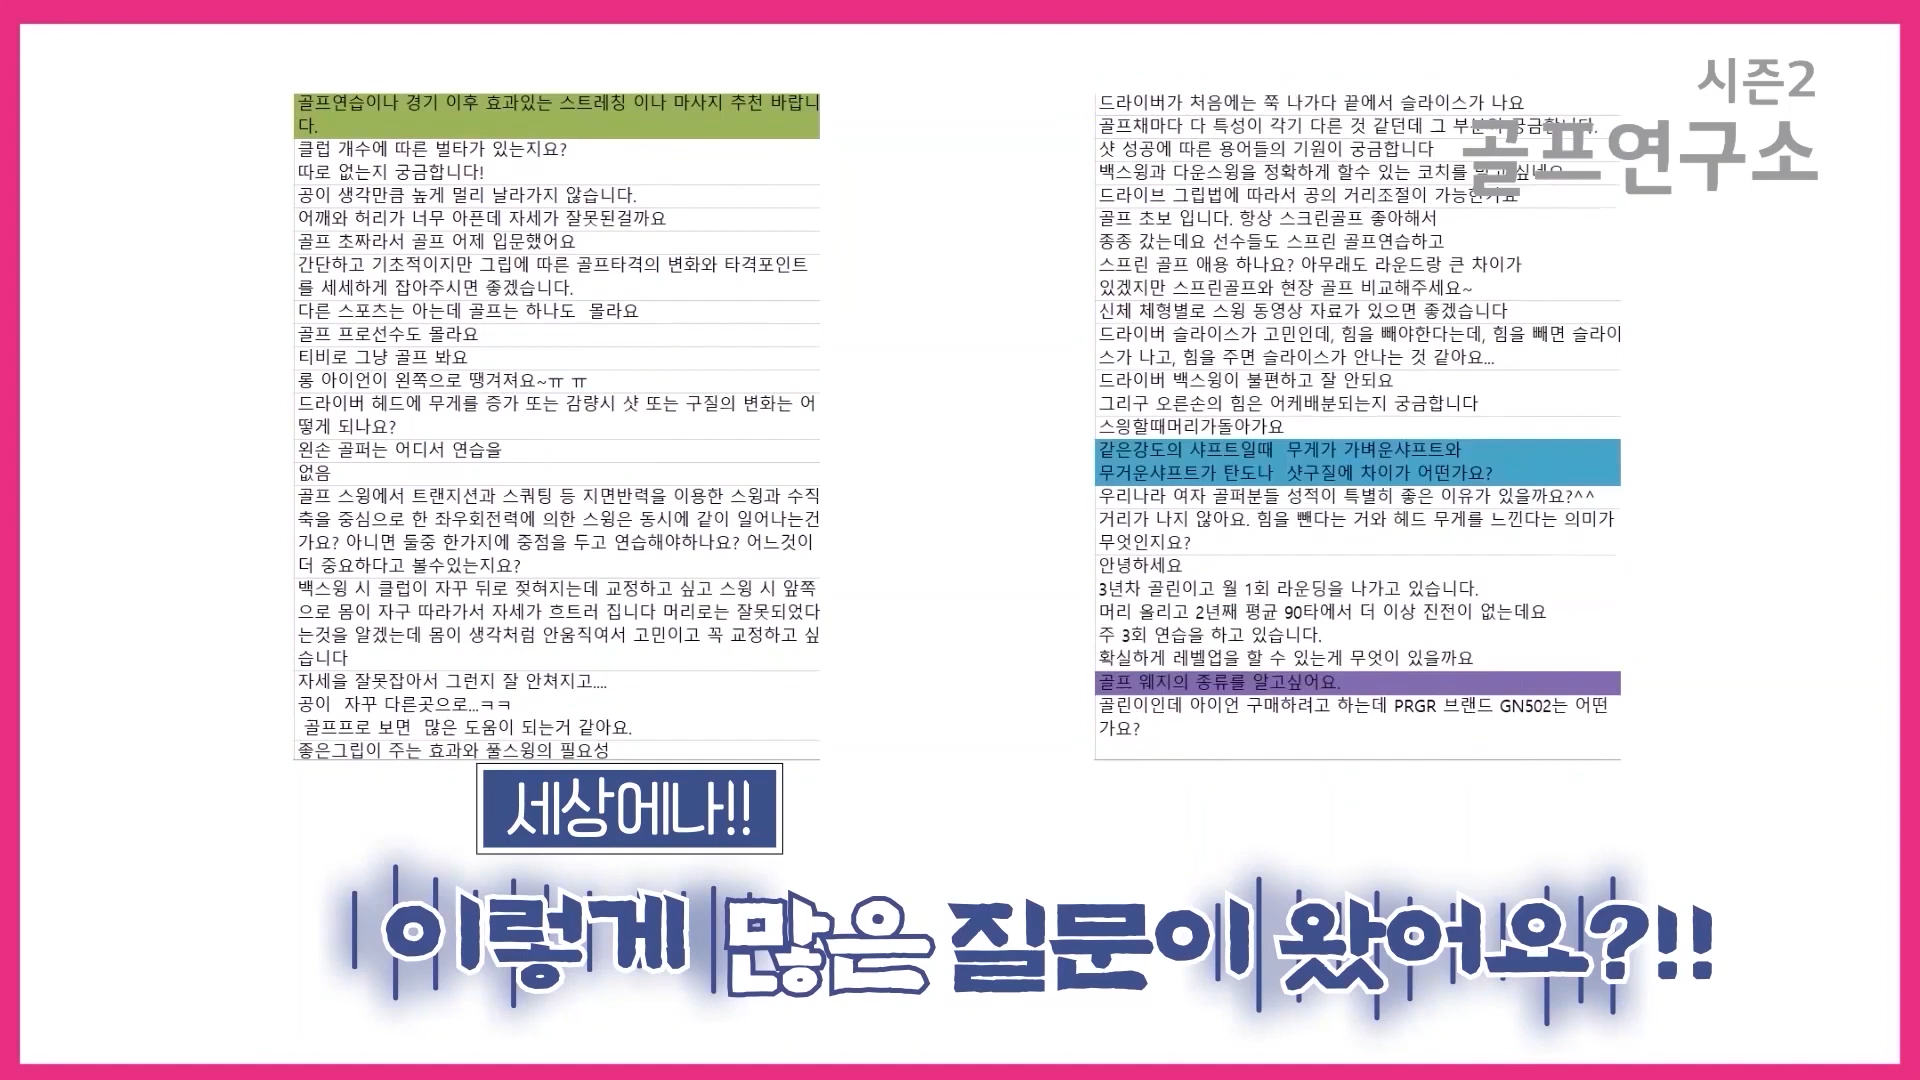 시즌2
골프연구소
골프연습이나 경기 이후 효과있는 스트레칭 이나 마사지 추천 바랍니
다.
클럽 개수에 따른 벌타가 있는지요?
따로 없는지 궁금합니다!
공이 생각만큼 높게 멀리 날라가지 않습니다.
어깨와 허리가 너무 아픈데 자세가 잘못된걸까요
골프 초짜라서 골프 어제 입문했어요
간단하고 기초적이지만 그립에 따른 골프타격의 변화와 타격포인트
를 세세하게 잡아주시면 좋겠습니다.
다른 스포츠는 아는데 골프는 하나도 몰라요
골프 프로선수도 몰라요
티비로 그냥 골프 봐요
롱 아이언이 왼쪽으로 땡겨져요~ㅠ ㅠ
드라이버 헤드에 무게를 증가 또는 감량시 샷 또는 구질의 변화는 어
떻게 되나요?
왼손 골퍼는 어디서 연습을
없음
골프 스윙에서 트랜지션과 스쿼팅 등 지면반력을 이용한 스윙과 수직
축을 중심으로 한 좌우회전력에 의한 스윙은 동시에 같이 일어나는건
가요? 아니면 둘중 한가지에 중점을 두고 연습해야하나요? 어느것이
더 중요하다고 볼수있는지요?
백스윙 시 클럽이 자꾸 뒤로 젖혀지는데 교정하고 싶고 스윙 시 앞쪽
으로 몸이 자구 따라가서 자세가 흐트러 집니다 머리로는 잘못되었다
는것을 알겠는데 몸이 생각처럼 안움직여서 고민이고 꼭 교정하고 싶
습니다
자세을 잘못잡아서 그런지 잘 안쳐지고....
공이 자꾸 다른곳으로...ㅋㅋ
골프프로 보면 많은 도움이 되는거 같아요.
좋은그립이 주는 효과와 풀스윙의 필요성
드라이버가 처음에는 쭉 나가다 끝에서 슬라이스가 나요
골프채마다 다 특성이 각기 다른 것 같던데 그 부분이 궁금합니다.
샷 성공에 따른 용어들의 기원이 궁금합니다
백스윙과 다운스윙을 정확하게 할수 있는 코치를 싶네요
드라이브 그립법에 따라서 공의 거리조절이 가능한가요
골프 초보 입니다. 항상 스크린골프 좋아해서
종종 갔는데요 선수들도 스프린 골프연습하고
스프린 골프 애용 하나요? 아무래도 라운드랑 큰 차이가
있겠지만 스프린골프와 현장 골프 비교해주세요~
신체 체형별로 스윙 동영상 자료가 있으면 좋겠습니다
드라이버 슬라이스가 고민인데, 힘을 빼야한다는데, 힘을 빼면 슬라이
스가 나고, 힘을 주면 슬라이스가 안나는 것 같아요...
드라이버 백스윙이 불편하고 잘 안되요
그리구 오른손의 힘은 어케배분되는지 궁금합니다
스윙할때머리가돌아가요
같은강도의 샤프트일때 무게가 가벼운샤프트와
무거운샤프트가 탄도나 샷구질에 차이가 어떤가요?
우리나라 여자 골퍼분들 성적이 특별히 좋은 이유가 있을까요?^^
거리가 나지 않아요. 힘을 뺀다는 거와 헤드 무게를 느낀다는 의미가
무엇인지요?
안녕하세요
3년차 골린이고 월 1회 라운딩을 나가고 있습니다.
머리 올리고 2년째 평균 90타에서 더 이상 진전이 없는데요
주 3회 연습을 하고 있습니다.
확실하게 레벨업을 할 수 있는게 무엇이 있을까요
골프 웨지의 종류를 알고싶어요.
골린이인데 아이언 구매하려고 하는데 PRGR 브랜드 GN502는 어떤
가요?
세상에나!!
이렇게 많은 질문이 왔어요?!!